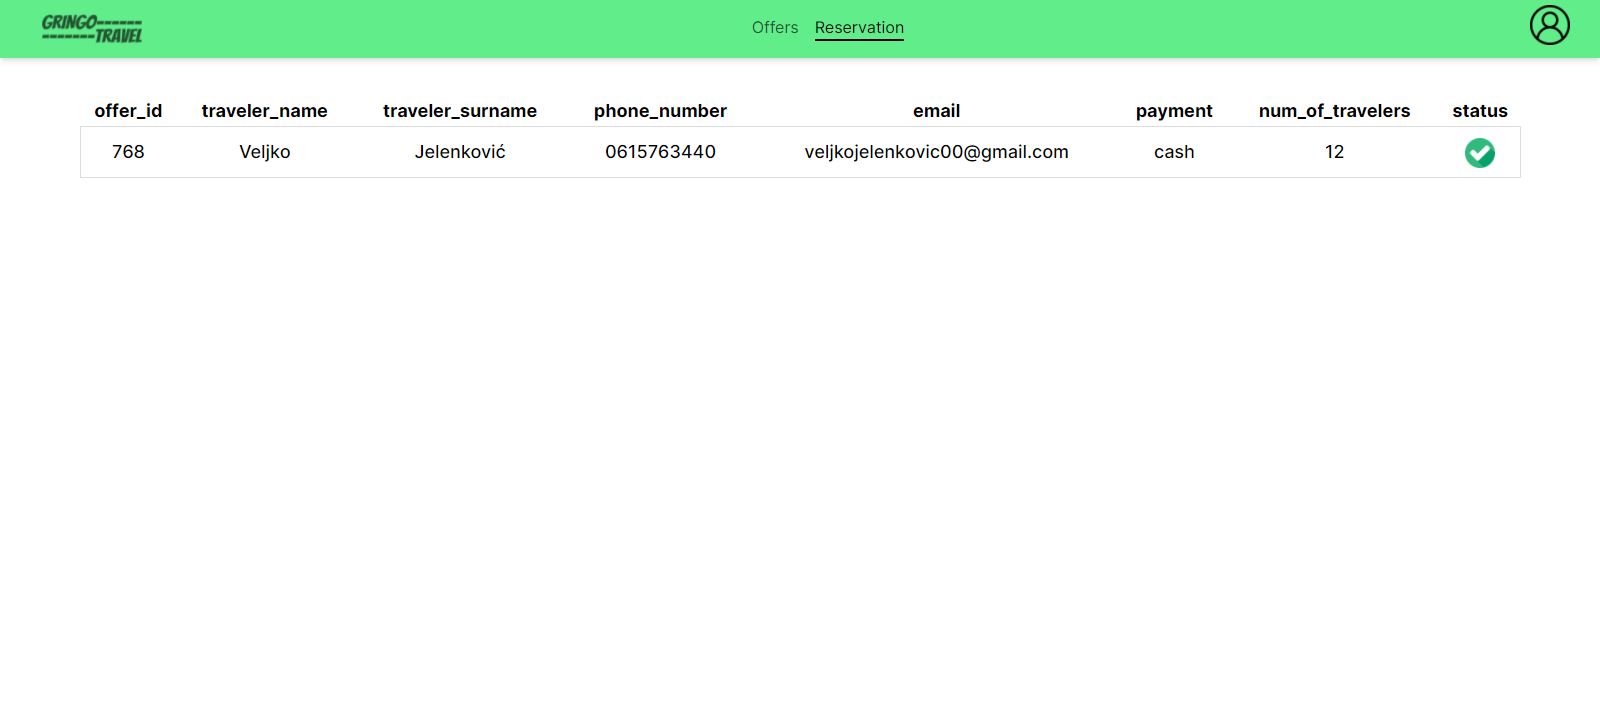 GRINGO------
-------TRAVEL
Offers Reservation
offer_id traveler_name traveler_surname phone_number email payment num_of_travelers status
768 Veljko Jelenković 0615763440 veljkojelenkovic00@gmail.com cash 12